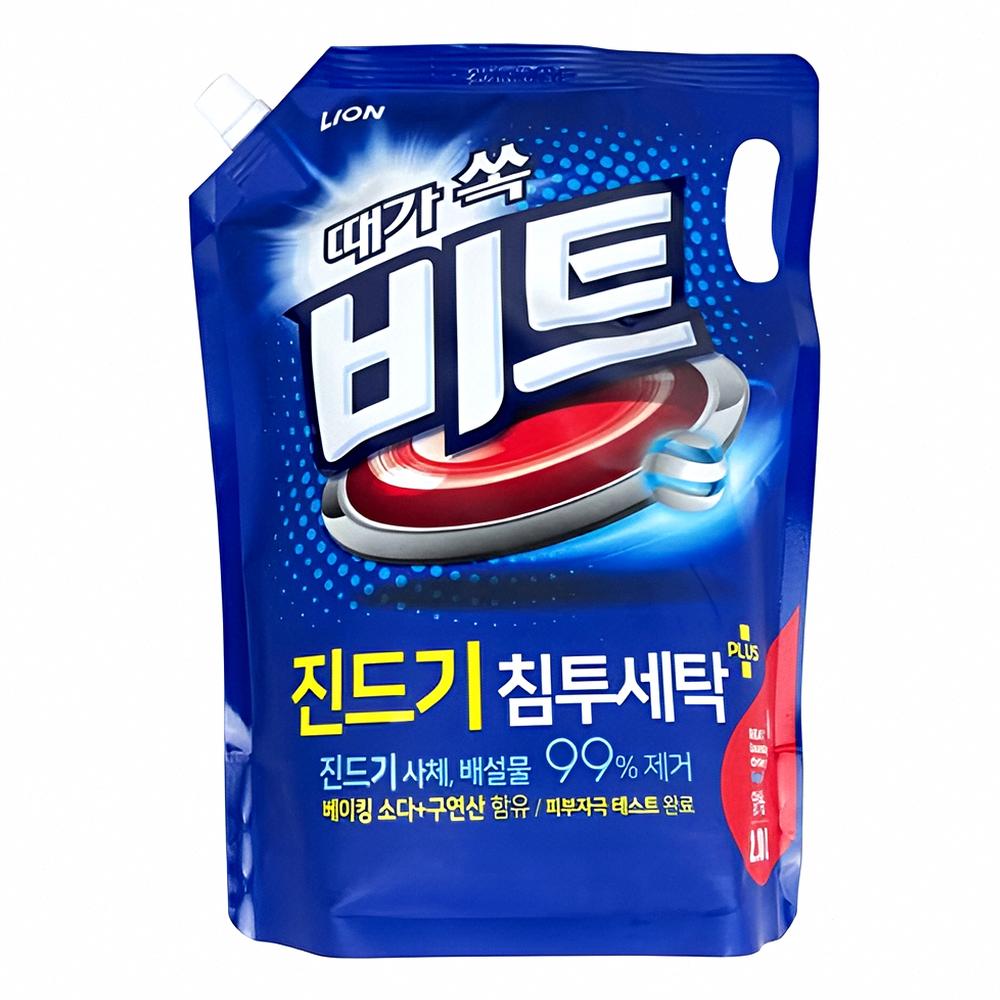 LION
때가 쏙
비트
진드기 침투세탁 PLUS
진드기 사체, 배설물 99% 제거
베이킹 소다+구연산 함유 / 피부자극 테스트 완료